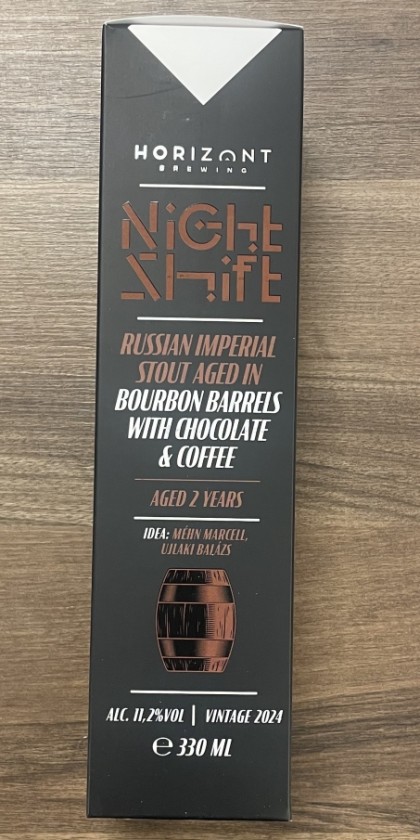 HORIZONT
BREWING
NiGht
Shift
RUSSIAN IMPERIAL
STOUT AGED IN
BOURBON BARRELS
WITH CHOCOLATE
& COFFEE
AGED 2 YEARS
IDEA: MÉHN MARCELL,
UJLAKI BALÁZS
ALC. 11,2%VOL | VINTAGE 2024
℮ 330 ML